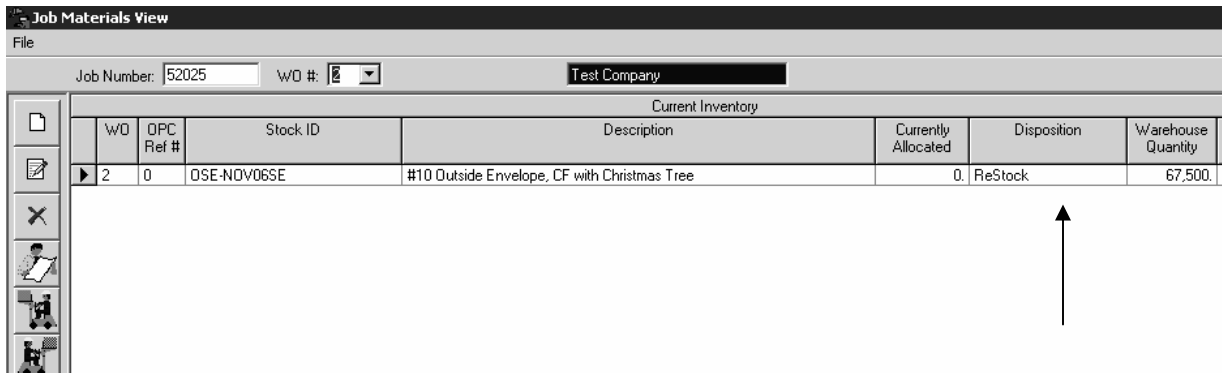 Job Materials View
File
Job Number: 52025 WO #: 2 Test Company
Current Inventory
WO OPC Ref # Stock ID Description Currently Allocated Disposition Warehouse Quantity
2 0 OSE-NOV06SE #10 Outside Envelope, CF with Christmas Tree 0. ReStock 67,500.